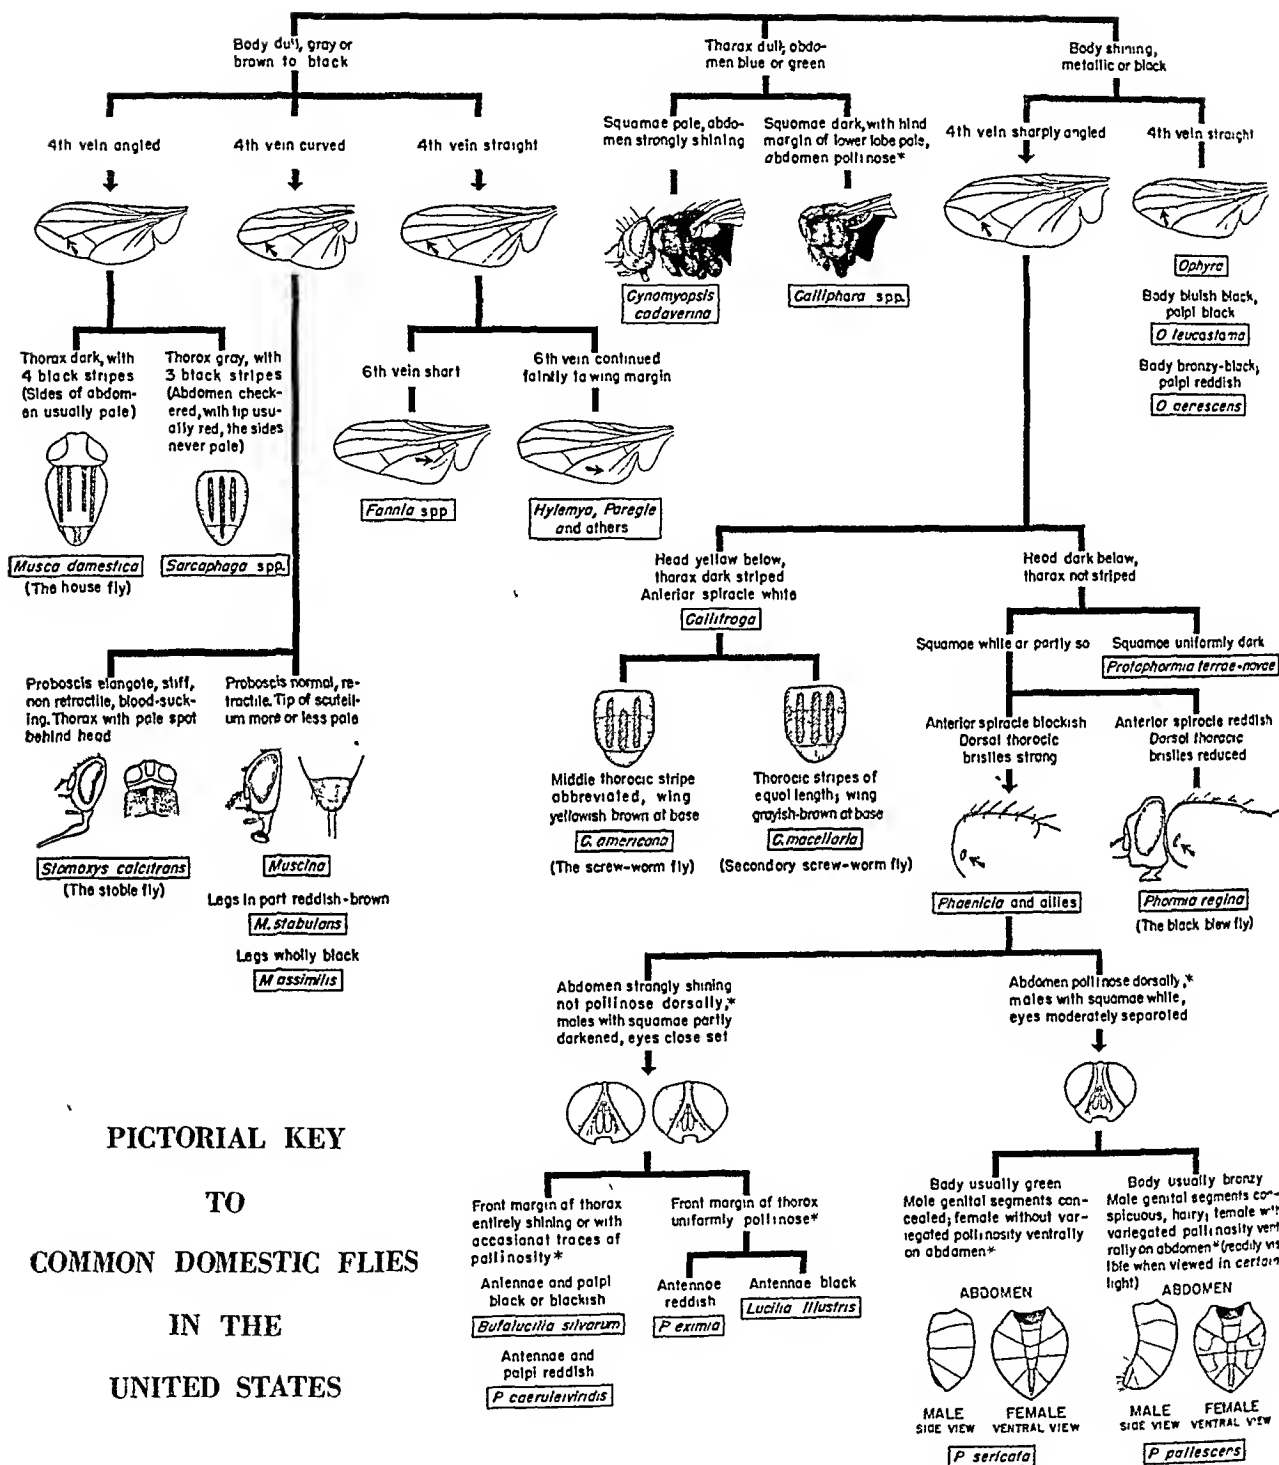 Body dull, gray or
brown to black
Thorax dull, abdo-
men blue or green
Body shining,
metallic or black
4th vein angled
4th vein curved
4th vein straight
Squamae pale, abdo-
men strongly shining
Squamae dark, with hind
margin of lower lobe pale,
abdomen pollinose*
4th vein sharply angled
4th vein straight
Cynomyopsis
cadaverina
Calliphora spp.
Ophyra
Body bluish black,
palpi black
O leucostoma
Body bronzy-black,
palpi reddish
O aerescens
Thorax dark, with
4 black stripes
(Sides of abdom-
en usually pale)
Thorax gray, with
3 black stripes
(Abdomen check-
ered, with tip usu-
ally red, the sides
never pale)
6th vein short
6th vein continued
faintly to wing margin
Musca domestica
(The house fly)
Sarcophaga spp.
Fannia spp
Hylemya, Paregle
and others
Head yellow below,
thorax dark striped
Anterior spiracle white
Callitroga
Head dark below,
thorax not striped
Squamae white or partly so
Squamae uniformly dark
Protophormia terrae-novae
Proboscis elongate, stiff,
non retractile, blood-suck-
ing. Thorax with pale spot
behind head
Proboscis normal, re-
tractile. Tip of scutell-
um more or less pale
Anterior spiracle blackish
Dorsal thoracic
bristles strong
Anterior spiracle reddish
Dorsal thoracic
bristles reduced
Middle thoracic stripe
abbreviated, wing
yellowish brown at base
C. americana
(The screw-worm fly)
Thoracic stripes of
equal length; wing
grayish-brown at base
C. macellaria
(Secondary screw-worm fly)
Stomoxys calcitrans
(The stable fly)
Muscina
Legs in part reddish-brown
M. stabulans
Legs wholly black
M assimilis
Phaenicia and allies
Phormia regina
(The black blow fly)
Abdomen strongly shining
not pollinose dorsally,*
males with squamae partly
darkened, eyes close set
Abdomen pollinose dorsally,*
males with squamae white,
eyes moderately separated
Front margin of thorax
entirely shining or with
occasional traces of
pollinosity*
Front margin of thorax
uniformly pollinose*
Antennae and palpi
black or blackish
Bufolucilia silvarum
Antennae and
palpi reddish
P caeruleiviridis
Antennae
reddish
P eximia
Antennae black
Lucilia Illustris
Body usually green
Male genital segments con-
cealed; female without var-
iegated pollinosity ventrally
on abdomen*
Body usually bronzy
Male genital segments con-
spicuous, hairy; female with
variegated pollinosity vent
rally on abdomen* (readily vis
ible when viewed in certain
light)
ABDOMEN
ABDOMEN
MALE
SIDE VIEW
FEMALE
VENTRAL VIEW
MALE
SIDE VIEW
FEMALE
VENTRAL VIEW
P sericata
P pallescens
PICTORIAL KEY
TO
COMMON DOMESTIC FLIES
IN THE
UNITED STATES